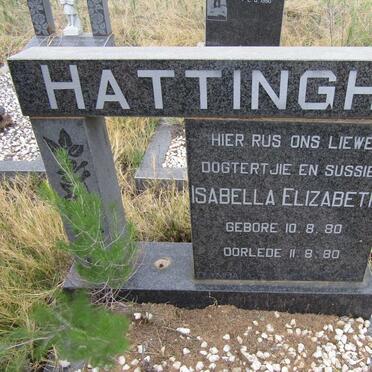 HATTINGH
HIER RUS ONS LIEWE
DOGTERTJIE EN SUSSIE
ISABELLA ELIZABETH
GEBORE 10.8.80
OORLEDE 11.8.80